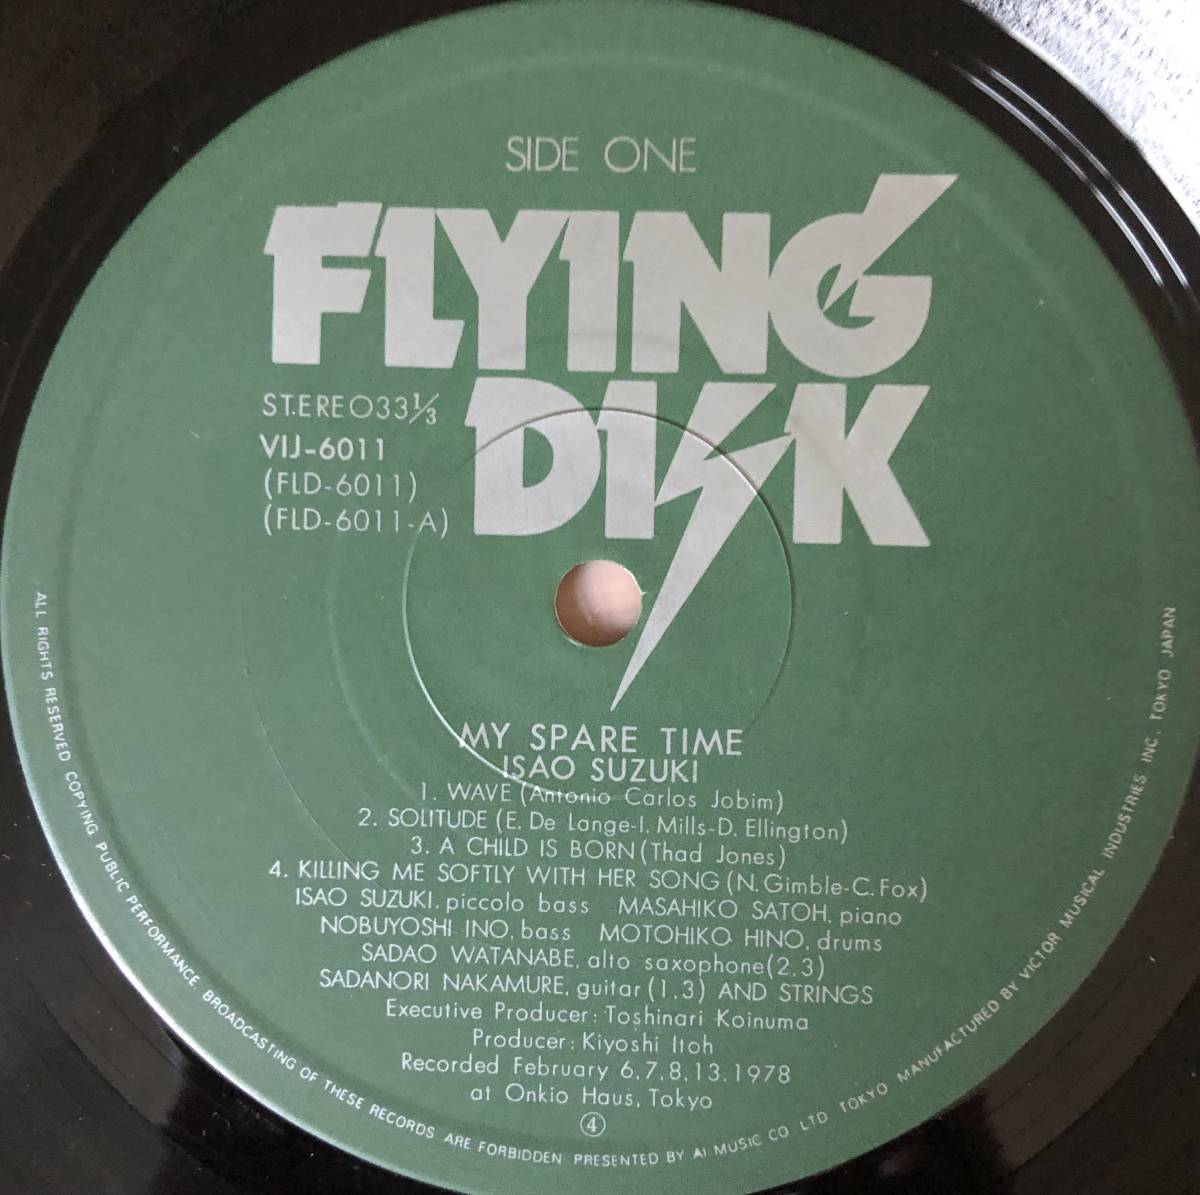 SIDE ONE
FLYING
DISK
STEREO 33 1/3
VIJ-6011
(FLD-6011)
(FLD-6011-A)
MY SPARE TIME
ISAO SUZUKI
1. WAVE (Antonio Carlos Jobim)
2. SOLITUDE (E. De Lange-I. Mills-D. Ellington)
3. A CHILD IS BORN (Thad Jones)
4. KILLING ME SOFTLY WITH HER SONG (N. Gimble-C. Fox)
ISAO SUZUKI, piccolo bass MASAHIKO SATOH, piano
NOBUYOSHI INO, bass MOTOHIKO HINO, drums
SADAO WATANABE, alto saxophone (2.3)
SADANORI NAKAMURE, guitar (1.3) AND STRINGS
Executive Producer: Toshinari Koinuma
Producer: Kiyoshi Itoh
Recorded February 6.7.8.13.1978
at Onkio Haus, Tokyo
④
ALL RIGHTS RESERVED COPYING, PUBLIC PERFORMANCE BROADCASTING OF THESE RECORDS ARE FORBIDDEN PRESENTED BY AI MUSIC CO LTD TOKYO MANUFACTURED BY VICTOR MUSICAL INDUSTRIES INC. TOKYO JAPAN